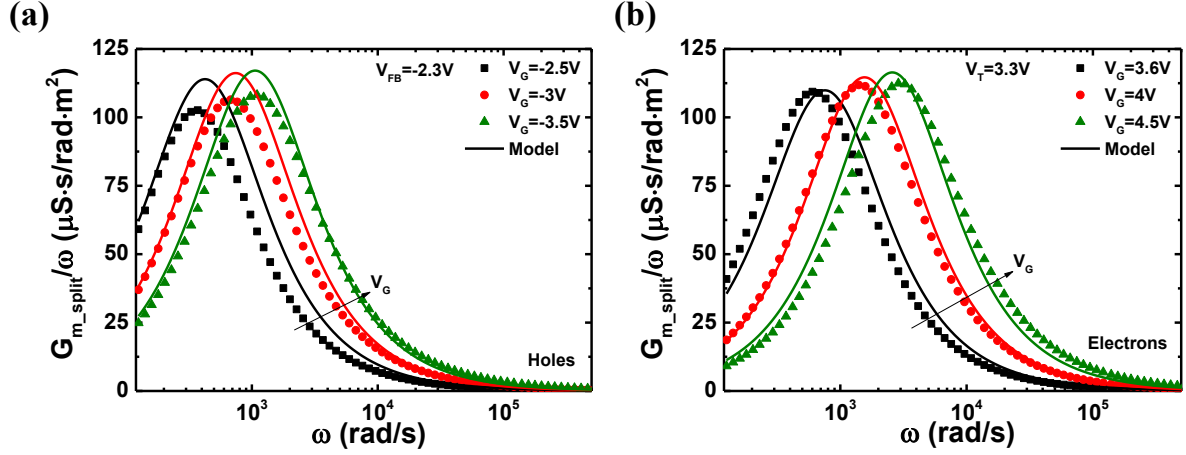 (a)
G_m_split/ω (μS·s/rad·m²)
125
100
75
50
25
0
V_FB=-2.3V
V_G=-2.5V
V_G=-3V
V_G=-3.5V
Model
V_G
Holes
10³ 10⁴ 10⁵
ω (rad/s)
(b)
G_m_split/ω (μS·s/rad·m²)
125
100
75
50
25
0
V_T=3.3V
V_G=3.6V
V_G=4V
V_G=4.5V
Model
V_G
Electrons
10³ 10⁴ 10⁵
ω (rad/s)